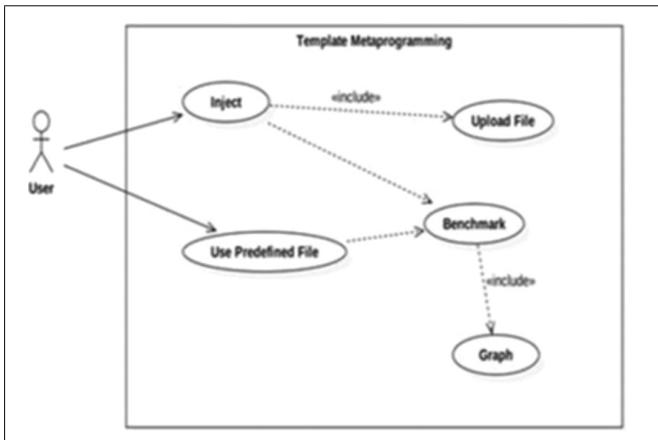 Template Metaprogramming
Inject
«include»
Upload File
User
Benchmark
Use Predefined File
«include»
Graph